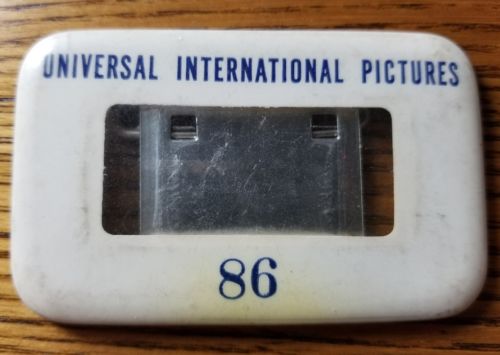 UNIVERSAL INTERNATIONAL PICTURES
86